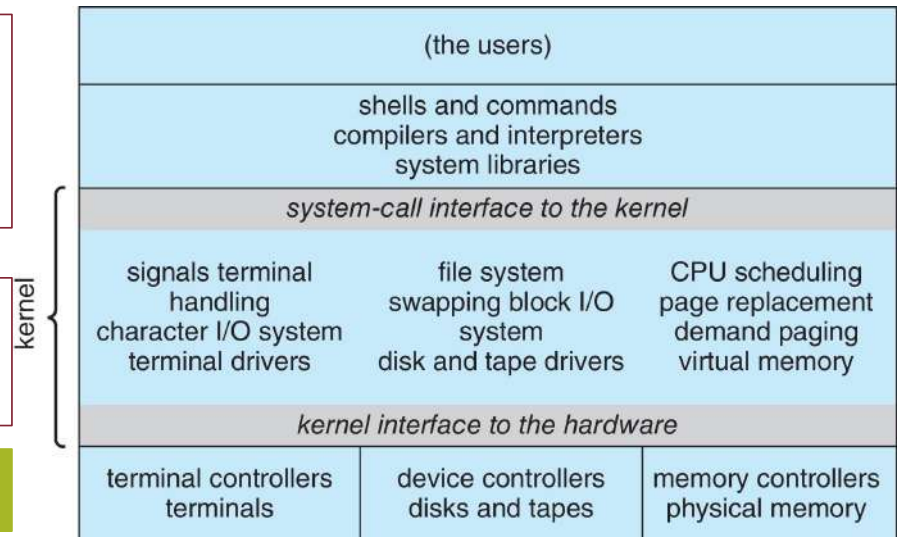 (the users)
shells and commands
compilers and interpreters
system libraries
kernel
system-call interface to the kernel
signals terminal
handling
character I/O system
terminal drivers
file system
swapping block I/O
system
disk and tape drivers
CPU scheduling
page replacement
demand paging
virtual memory
kernel interface to the hardware
terminal controllers
terminals
device controllers
disks and tapes
memory controllers
physical memory